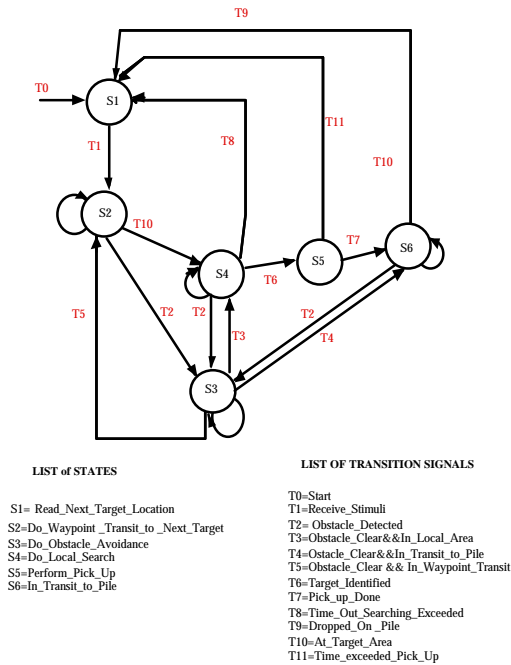 T9
T0
S1
T11
T1
T8
T10
S2
T10
T7
S6
S4
S5
T6
T5
T2
T2
T2
T3
T4
S3
LIST of STATES
S1= Read_Next_Target_Location
S2=Do_Waypoint _Transit_to _Next_Target
S3=Do_Obstacle_Avoidance
S4=Do_Local_Search
S5=Perform_Pick_Up
S6=In_Transit_to_Pile
LIST OF TRANSITION SIGNALS
T0=Start
T1=Receive_Stimuli
T2= Obstacle_Detected
T3=Obstacle_Clear&&In_Local_Area
T4=Ostacle_Clear&&In_Transit_to_Pile
T5=Obstacle_Clear && In_Waypoint_Transit
T6=Target_Identified
T7=Pick_up_Done
T8=Time_Out_Searching_Exceeded
T9=Dropped_On _Pile
T10=At_Target_Area
T11=Time_exceeded_Pick_Up